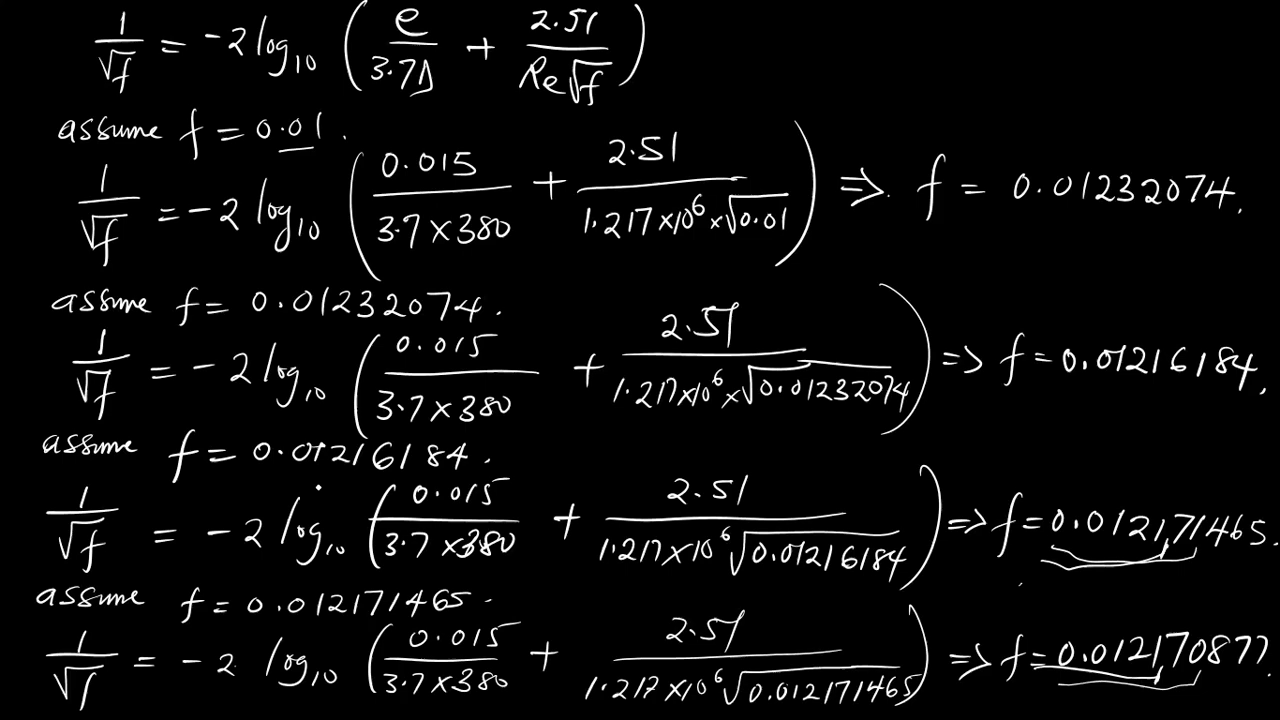 1/√f = -2 log10 ( e/3.7D + 2.51/Re√f )
assume f = 0.01.
1/√f = -2 log10 ( 0.015/3.7×380 + 2.51/1.217×10^6×√0.01 ) ⇒ f = 0.01232074.
assume f = 0.01232074.
1/√f = -2 log10 ( 0.015/3.7×380 + 2.51/1.217×10^6×√0.01232074 ) ⇒ f = 0.01216184.
assume f = 0.01216184.
1/√f = -2 log10 ( 0.015/3.7×380 + 2.51/1.217×10^6√0.01216184 ) ⇒ f = 0.012171465.
assume f = 0.012171465.
1/√f = -2 log10 ( 0.015/3.7×380 + 2.51/1.217×10^6√0.012171465 ) ⇒ f = 0.012170877.